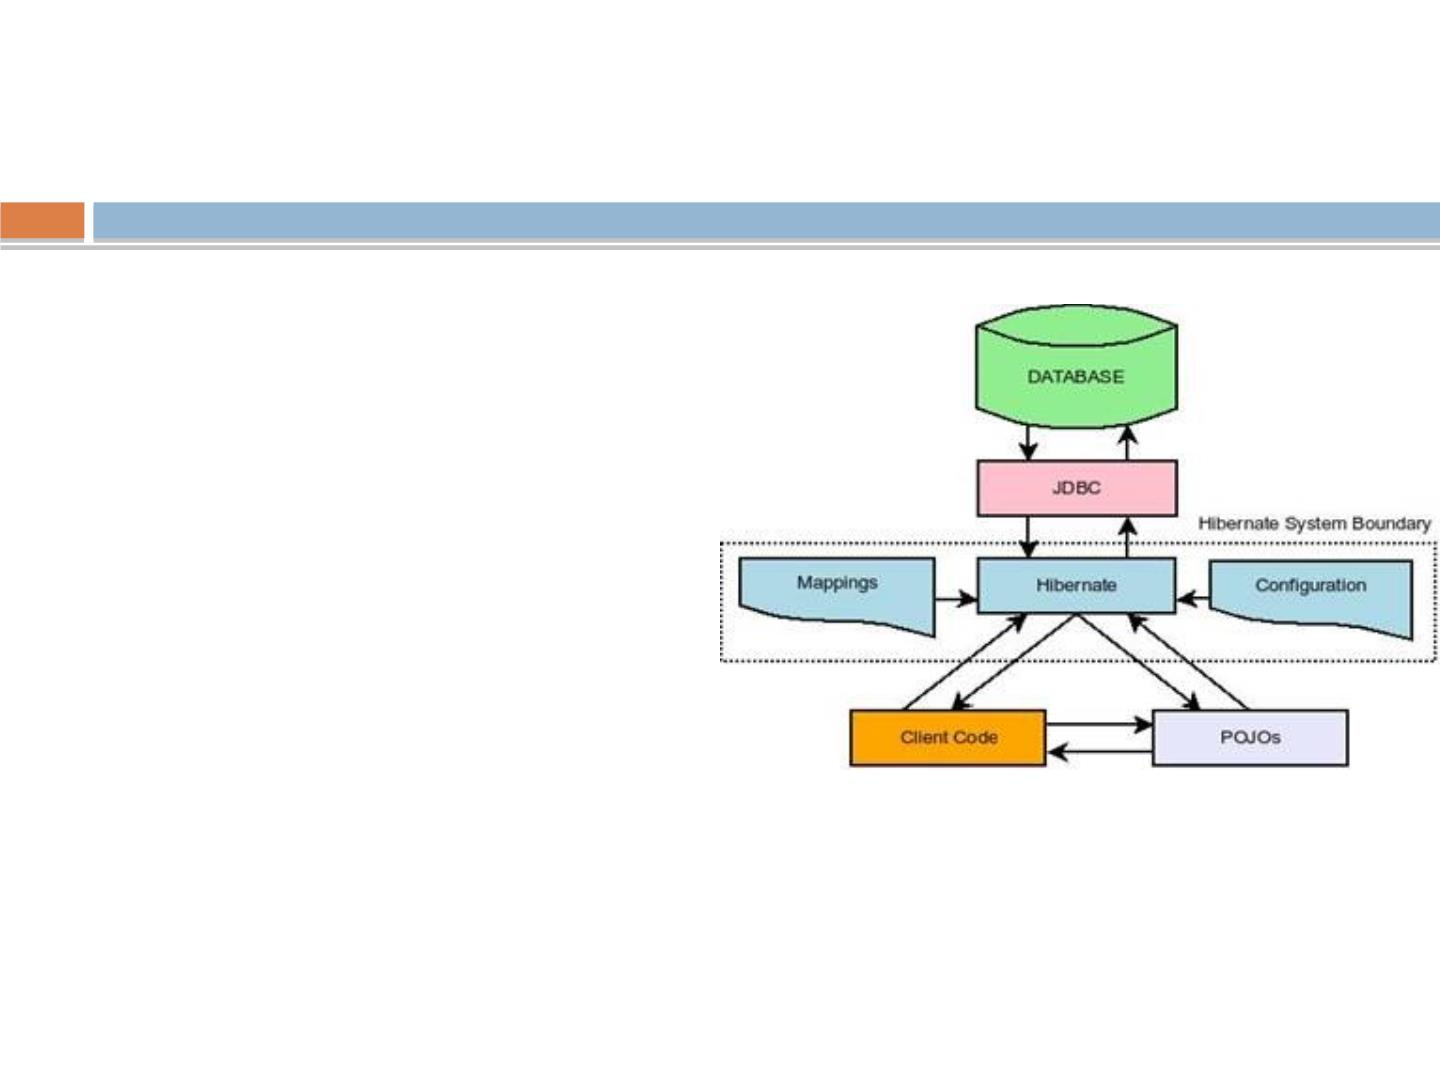 DATABASE
JDBC
Hibernate System Boundary
Mappings
Hibernate
Configuration
Client Code
POJOs